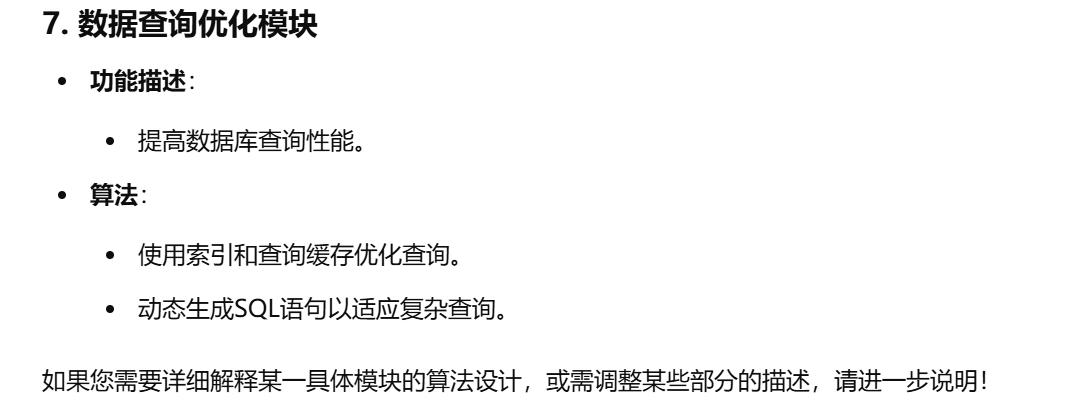 7. 数据查询优化模块
• 功能描述：
• 提高数据库查询性能。
• 算法：
• 使用索引和查询缓存优化查询。
• 动态生成SQL语句以适应复杂查询。
如果您需要详细解释某一具体模块的算法设计，或需调整某些部分的描述，请进一步说明！